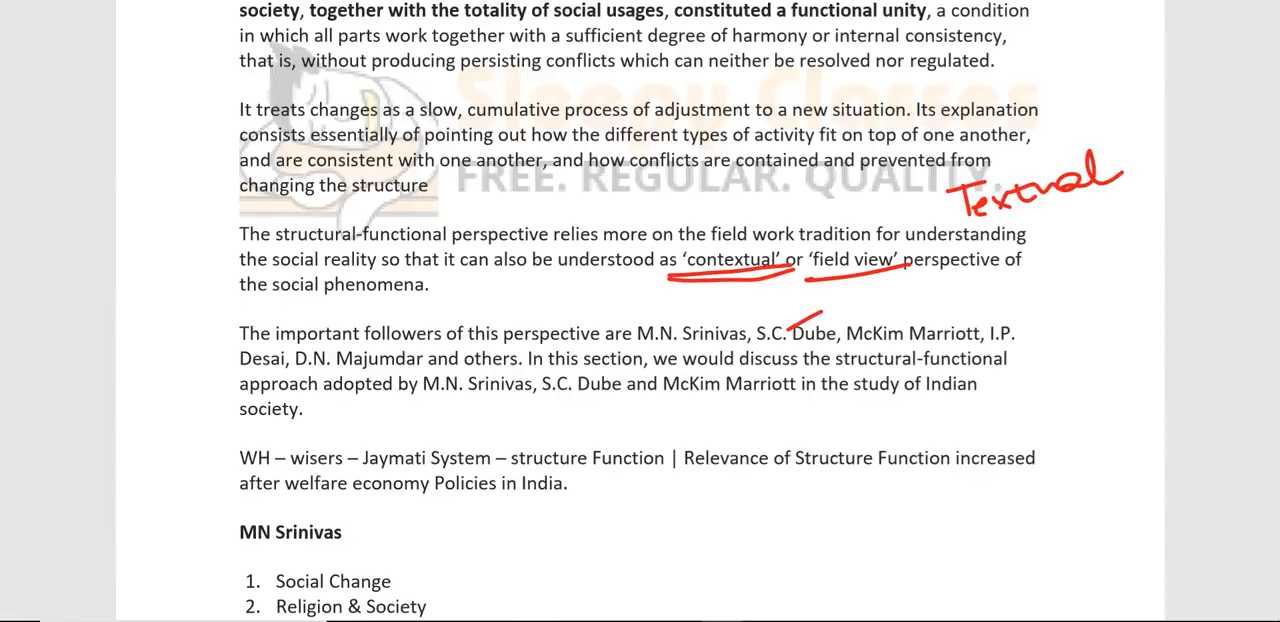 society, together with the totality of social usages, constituted a functional unity, a condition
in which all parts work together with a sufficient degree of harmony or internal consistency,
that is, without producing persisting conflicts which can neither be resolved nor regulated.
Sleepy Classes
It treats changes as a slow, cumulative process of adjustment to a new situation. Its explanation
consists essentially of pointing out how the different types of activity fit on top of one another,
and are consistent with one another, and how conflicts are contained and prevented from
changing the structure
FREE. REGULAR. QUALITY.
Textual
The structural-functional perspective relies more on the field work tradition for understanding
the social reality so that it can also be understood as ‘contextual’ or ‘field view’ perspective of
the social phenomena.
The important followers of this perspective are M.N. Srinivas, S.C. Dube, McKim Marriott, I.P.
Desai, D.N. Majumdar and others. In this section, we would discuss the structural-functional
approach adopted by M.N. Srinivas, S.C. Dube and McKim Marriott in the study of Indian
society.
WH – wisers – Jaymati System – structure Function | Relevance of Structure Function increased
after welfare economy Policies in India.
MN Srinivas
1. Social Change
2. Religion & Society